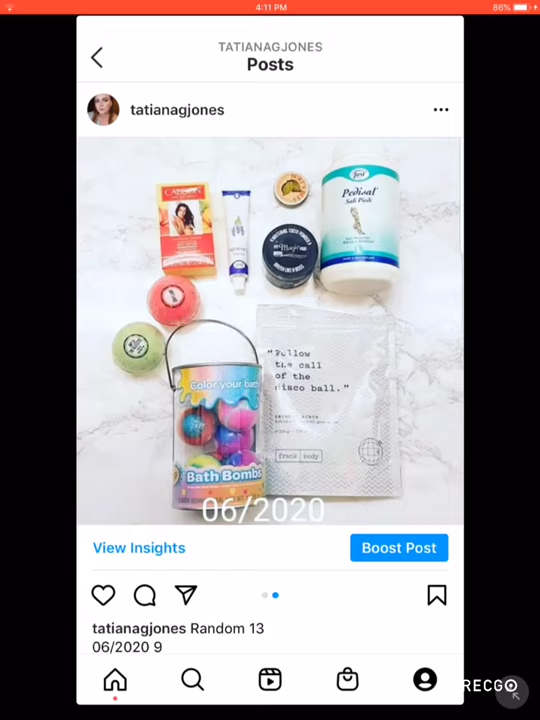 4:11 PM
86%
TATIANAGJONES
Posts
tatianagjones
Pedisal
Salt Pack
"Follow
the call
of the
disco ball."
frank body
Color your bath
Bath Bombs
06/2020
View Insights
Boost Post
tatianagjones Random 13
06/2020 9
RECGO